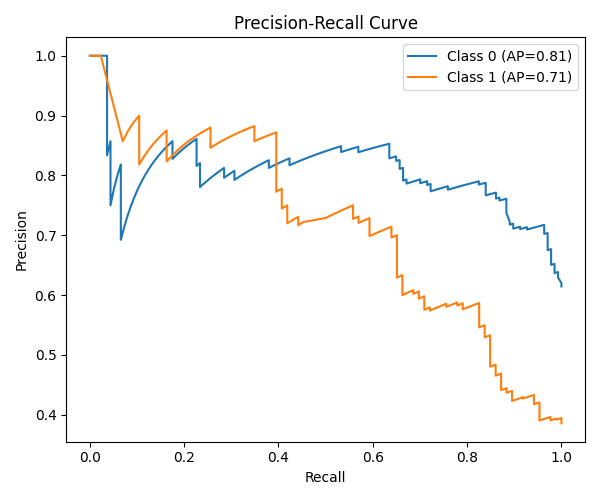 Precision-Recall Curve
Class 0 (AP=0.81)
Class 1 (AP=0.71)
Precision
1.0
0.9
0.8
0.7
0.6
0.5
0.4
0.0 0.2 0.4 0.6 0.8 1.0
Recall